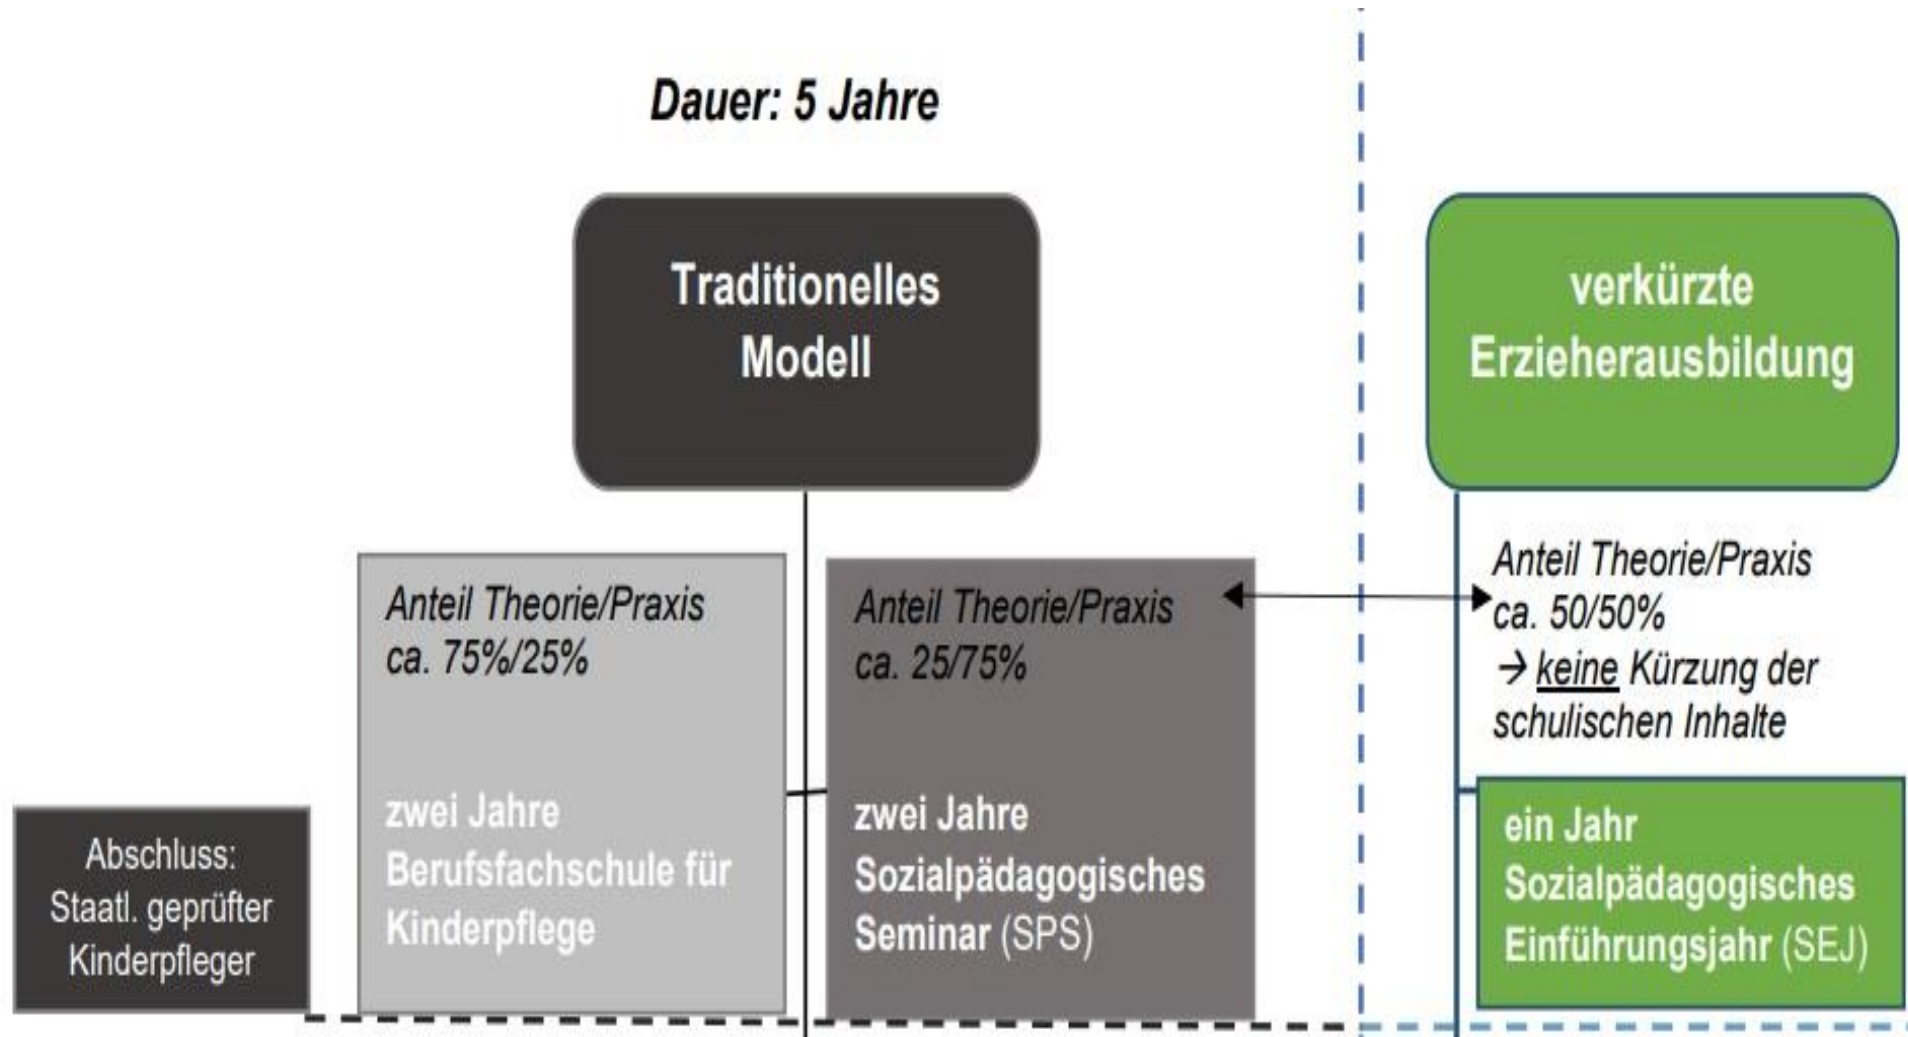 Dauer: 5 Jahre
Traditionelles
Modell
verkürzte
Erzieherausbildung
Anteil Theorie/Praxis
ca. 75%/25%
zwei Jahre
Berufsfachschule für
Kinderpflege
Anteil Theorie/Praxis
ca. 25/75%
zwei Jahre
Sozialpädagogisches
Seminar (SPS)
Anteil Theorie/Praxis
ca. 50/50%
→ keine Kürzung der
schulischen Inhalte
ein Jahr
Sozialpädagogisches
Einführungsjahr (SEJ)
Abschluss:
Staatl. geprüfter
Kinderpfleger